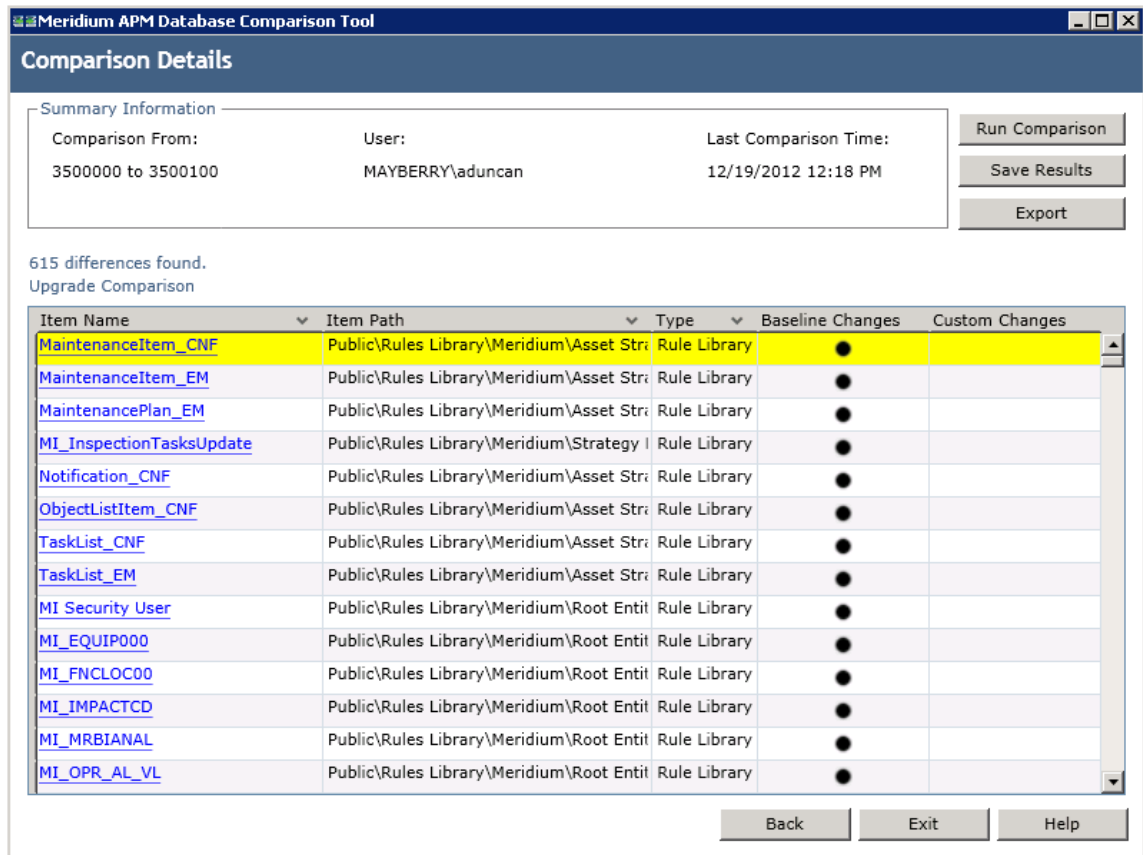 Meridium APM Database Comparison Tool
Comparison Details
Summary Information
Comparison From: User: Last Comparison Time:
3500000 to 3500100 MAYBERRY\aduncan 12/19/2012 12:18 PM
Run Comparison
Save Results
Export
615 differences found.
Upgrade Comparison
Item Name Item Path Type Baseline Changes Custom Changes
MaintenanceItem_CNF Public\Rules Library\Meridium\Asset Stra Rule Library
MaintenanceItem_EM Public\Rules Library\Meridium\Asset Stra Rule Library
MaintenancePlan_EM Public\Rules Library\Meridium\Asset Stra Rule Library
MI_InspectionTasksUpdate Public\Rules Library\Meridium\Strategy Rule Library
Notification_CNF Public\Rules Library\Meridium\Asset Stra Rule Library
ObjectListItem_CNF Public\Rules Library\Meridium\Asset Stra Rule Library
TaskList_CNF Public\Rules Library\Meridium\Asset Stra Rule Library
TaskList_EM Public\Rules Library\Meridium\Asset Stra Rule Library
MI Security User Public\Rules Library\Meridium\Root Entit Rule Library
MI_EQUIP000 Public\Rules Library\Meridium\Root Entit Rule Library
MI_FNCLOC00 Public\Rules Library\Meridium\Root Entit Rule Library
MI_IMPACTCD Public\Rules Library\Meridium\Root Entit Rule Library
MI_MRBIANAL Public\Rules Library\Meridium\Root Entit Rule Library
MI_OPR_AL_VL Public\Rules Library\Meridium\Root Entit Rule Library
Back Exit Help